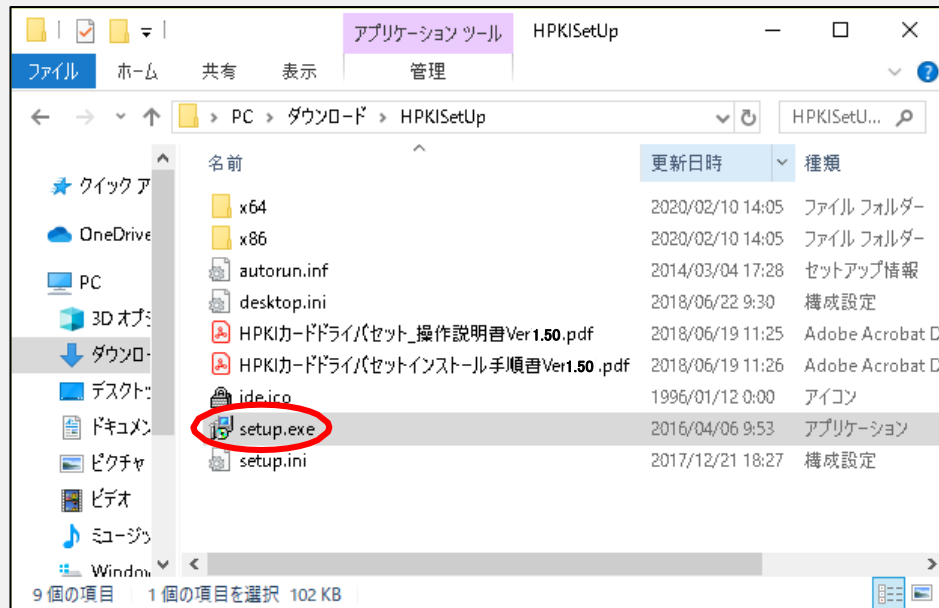 アプリケーション ツール HPKISetUp
ファイル ホーム 共有 表示 管理
PC > ダウンロード > HPKISetUp HPKISetU...
名前 更新日時 種類
クイック ア
OneDrive
PC
3D オブジ
ダウンロー
デスクトッ
ドキュメン
ピクチャ
ビデオ
ミュージッ
Window
x64 2020/02/10 14:05 ファイル フォルダー
x86 2020/02/10 14:05 ファイル フォルダー
autorun.inf 2014/03/04 17:28 セットアップ情報
desktop.ini 2018/06/22 9:30 構成設定
HPKIカードドライバセット_操作説明書Ver1.50.pdf 2018/06/19 11:25 Adobe Acrobat D
HPKIカードドライバセットインストール手順書Ver1.50 .pdf 2018/06/19 11:26 Adobe Acrobat D
ide.ico 1996/01/12 0:00 アイコン
setup.exe 2016/04/06 9:53 アプリケーション
setup.ini 2017/12/21 18:27 構成設定
9 個の項目 1 個の項目を選択 102 KB